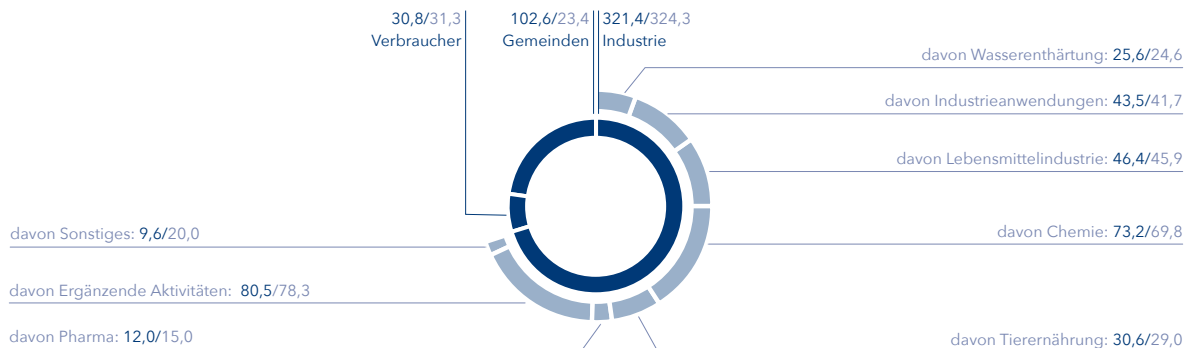 30,8/31,3
Verbraucher
102,6/23,4
Gemeinden
321,4/324,3
Industrie
davon Wasserenthärtung: 25,6/24,6
davon Industrieanwendungen: 43,5/41,7
davon Lebensmittelindustrie: 46,4/45,9
davon Chemie: 73,2/69,8
davon Tierernährung: 30,6/29,0
davon Sonstiges: 9,6/20,0
davon Ergänzende Aktivitäten: 80,5/78,3
davon Pharma: 12,0/15,0